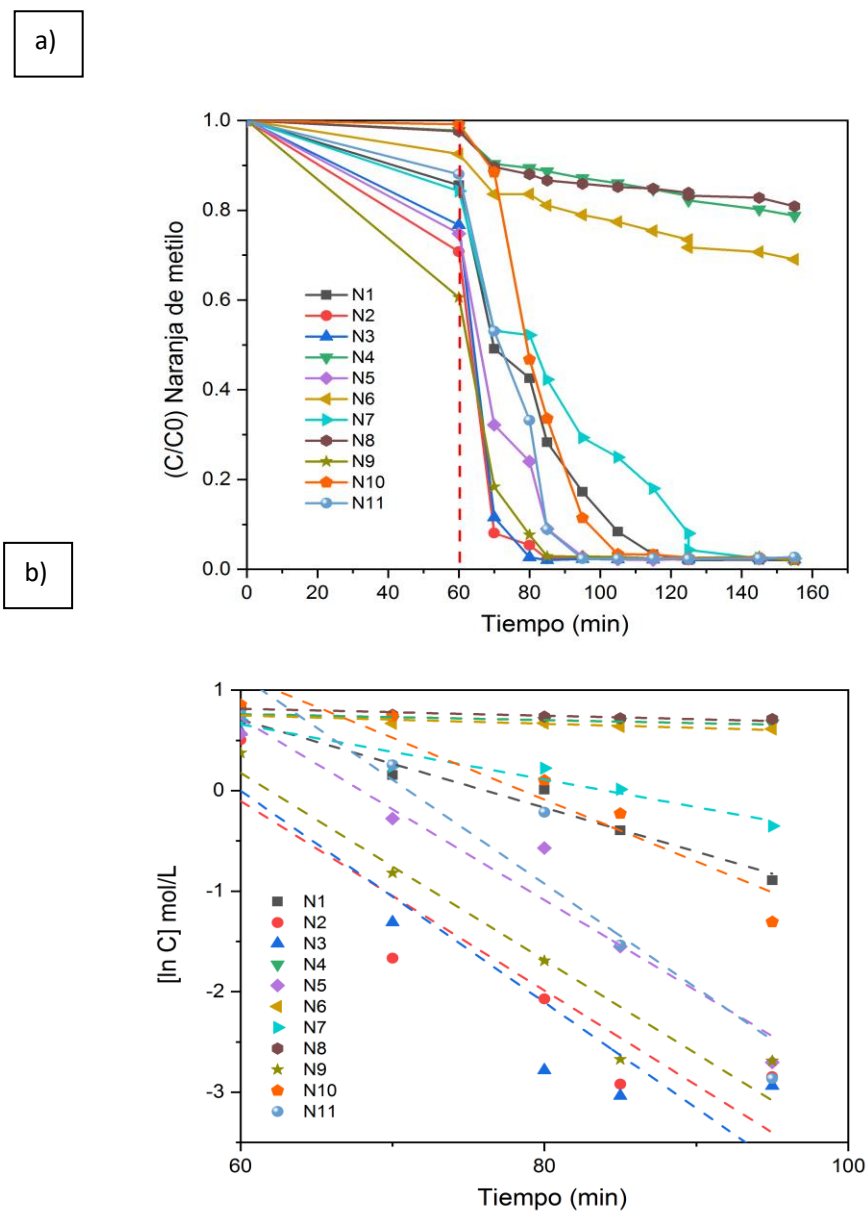 a)
(C/C0) Naranja de metilo
1.0
0.8
0.6
0.4
0.2
0.0
N1
N2
N3
N4
N5
N6
N7
N8
N9
N10
N11
0 20 40 60 80 100 120 140 160
Tiempo (min)
b)
[ln C] mol/L
1
0
-1
-2
-3
N1
N2
N3
N4
N5
N6
N7
N8
N9
N10
N11
60 80 100
Tiempo (min)